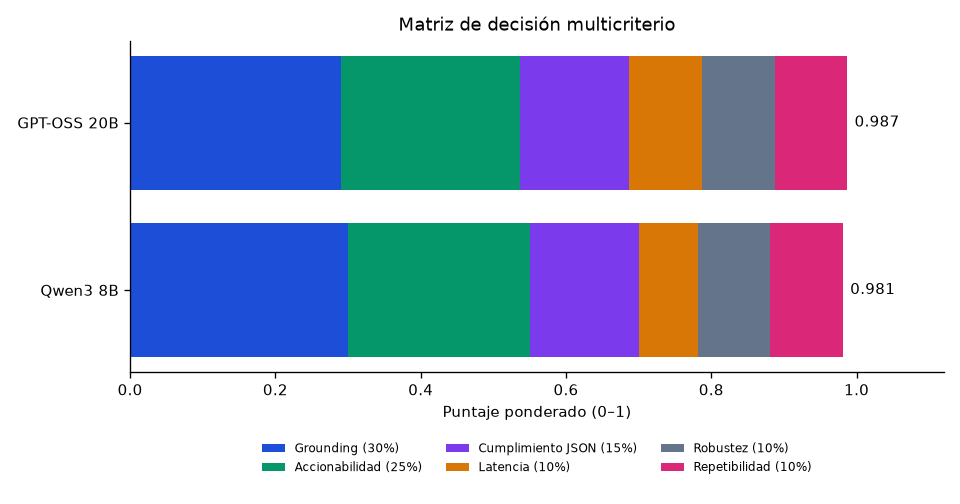 Matriz de decisión multicriterio
GPT-OSS 20B
0.987
Qwen3 8B
0.981
0.0 0.2 0.4 0.6 0.8 1.0
Puntaje ponderado (0–1)
Grounding (30%) Cumplimiento JSON (15%) Robustez (10%)
Accionabilidad (25%) Latencia (10%) Repetibilidad (10%)